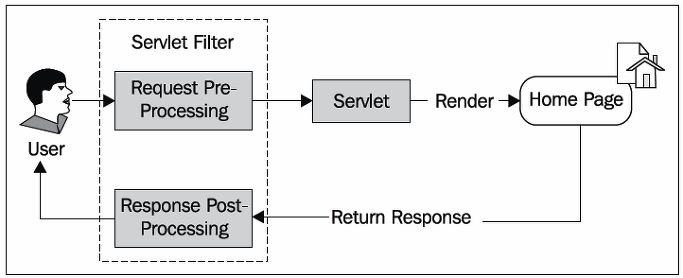 Servlet Filter
Request Pre-
Processing
Servlet
Render
Home Page
User
Response Post-
Processing
Return Response